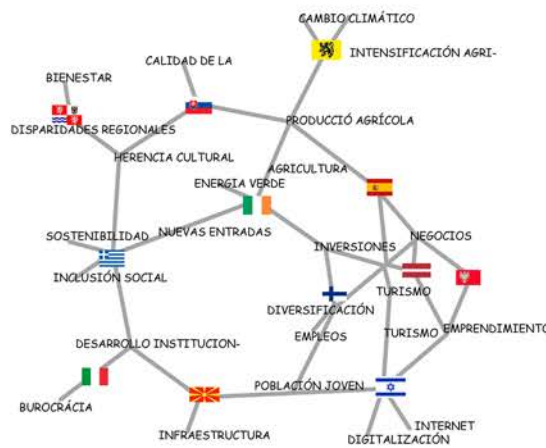 CAMBIO CLIMÁTICO
INTENSIFICACIÓN AGRI-
CALIDAD DE LA
BIENESTAR
DISPARIDADES REGIONALES
PRODUCCIÓ AGRÍCOLA
HERENCIA CULTURAL
AGRICULTURA
ENERGIA VERDE
NUEVAS ENTRADAS
SOSTENIBILIDAD
INVERSIONES
NEGOCIOS
INCLUSIÓN SOCIAL
TURISMO
DIVERSIFICACIÓN
TURISMO
EMPRENDIMIENTO
EMPLEOS
DESARROLLO INSTITUCION-
POBLACIÓN JOVEN
BUROCRÁCIA
INFRAESTRUCTURA
INTERNET
DIGITALIZACIÓN